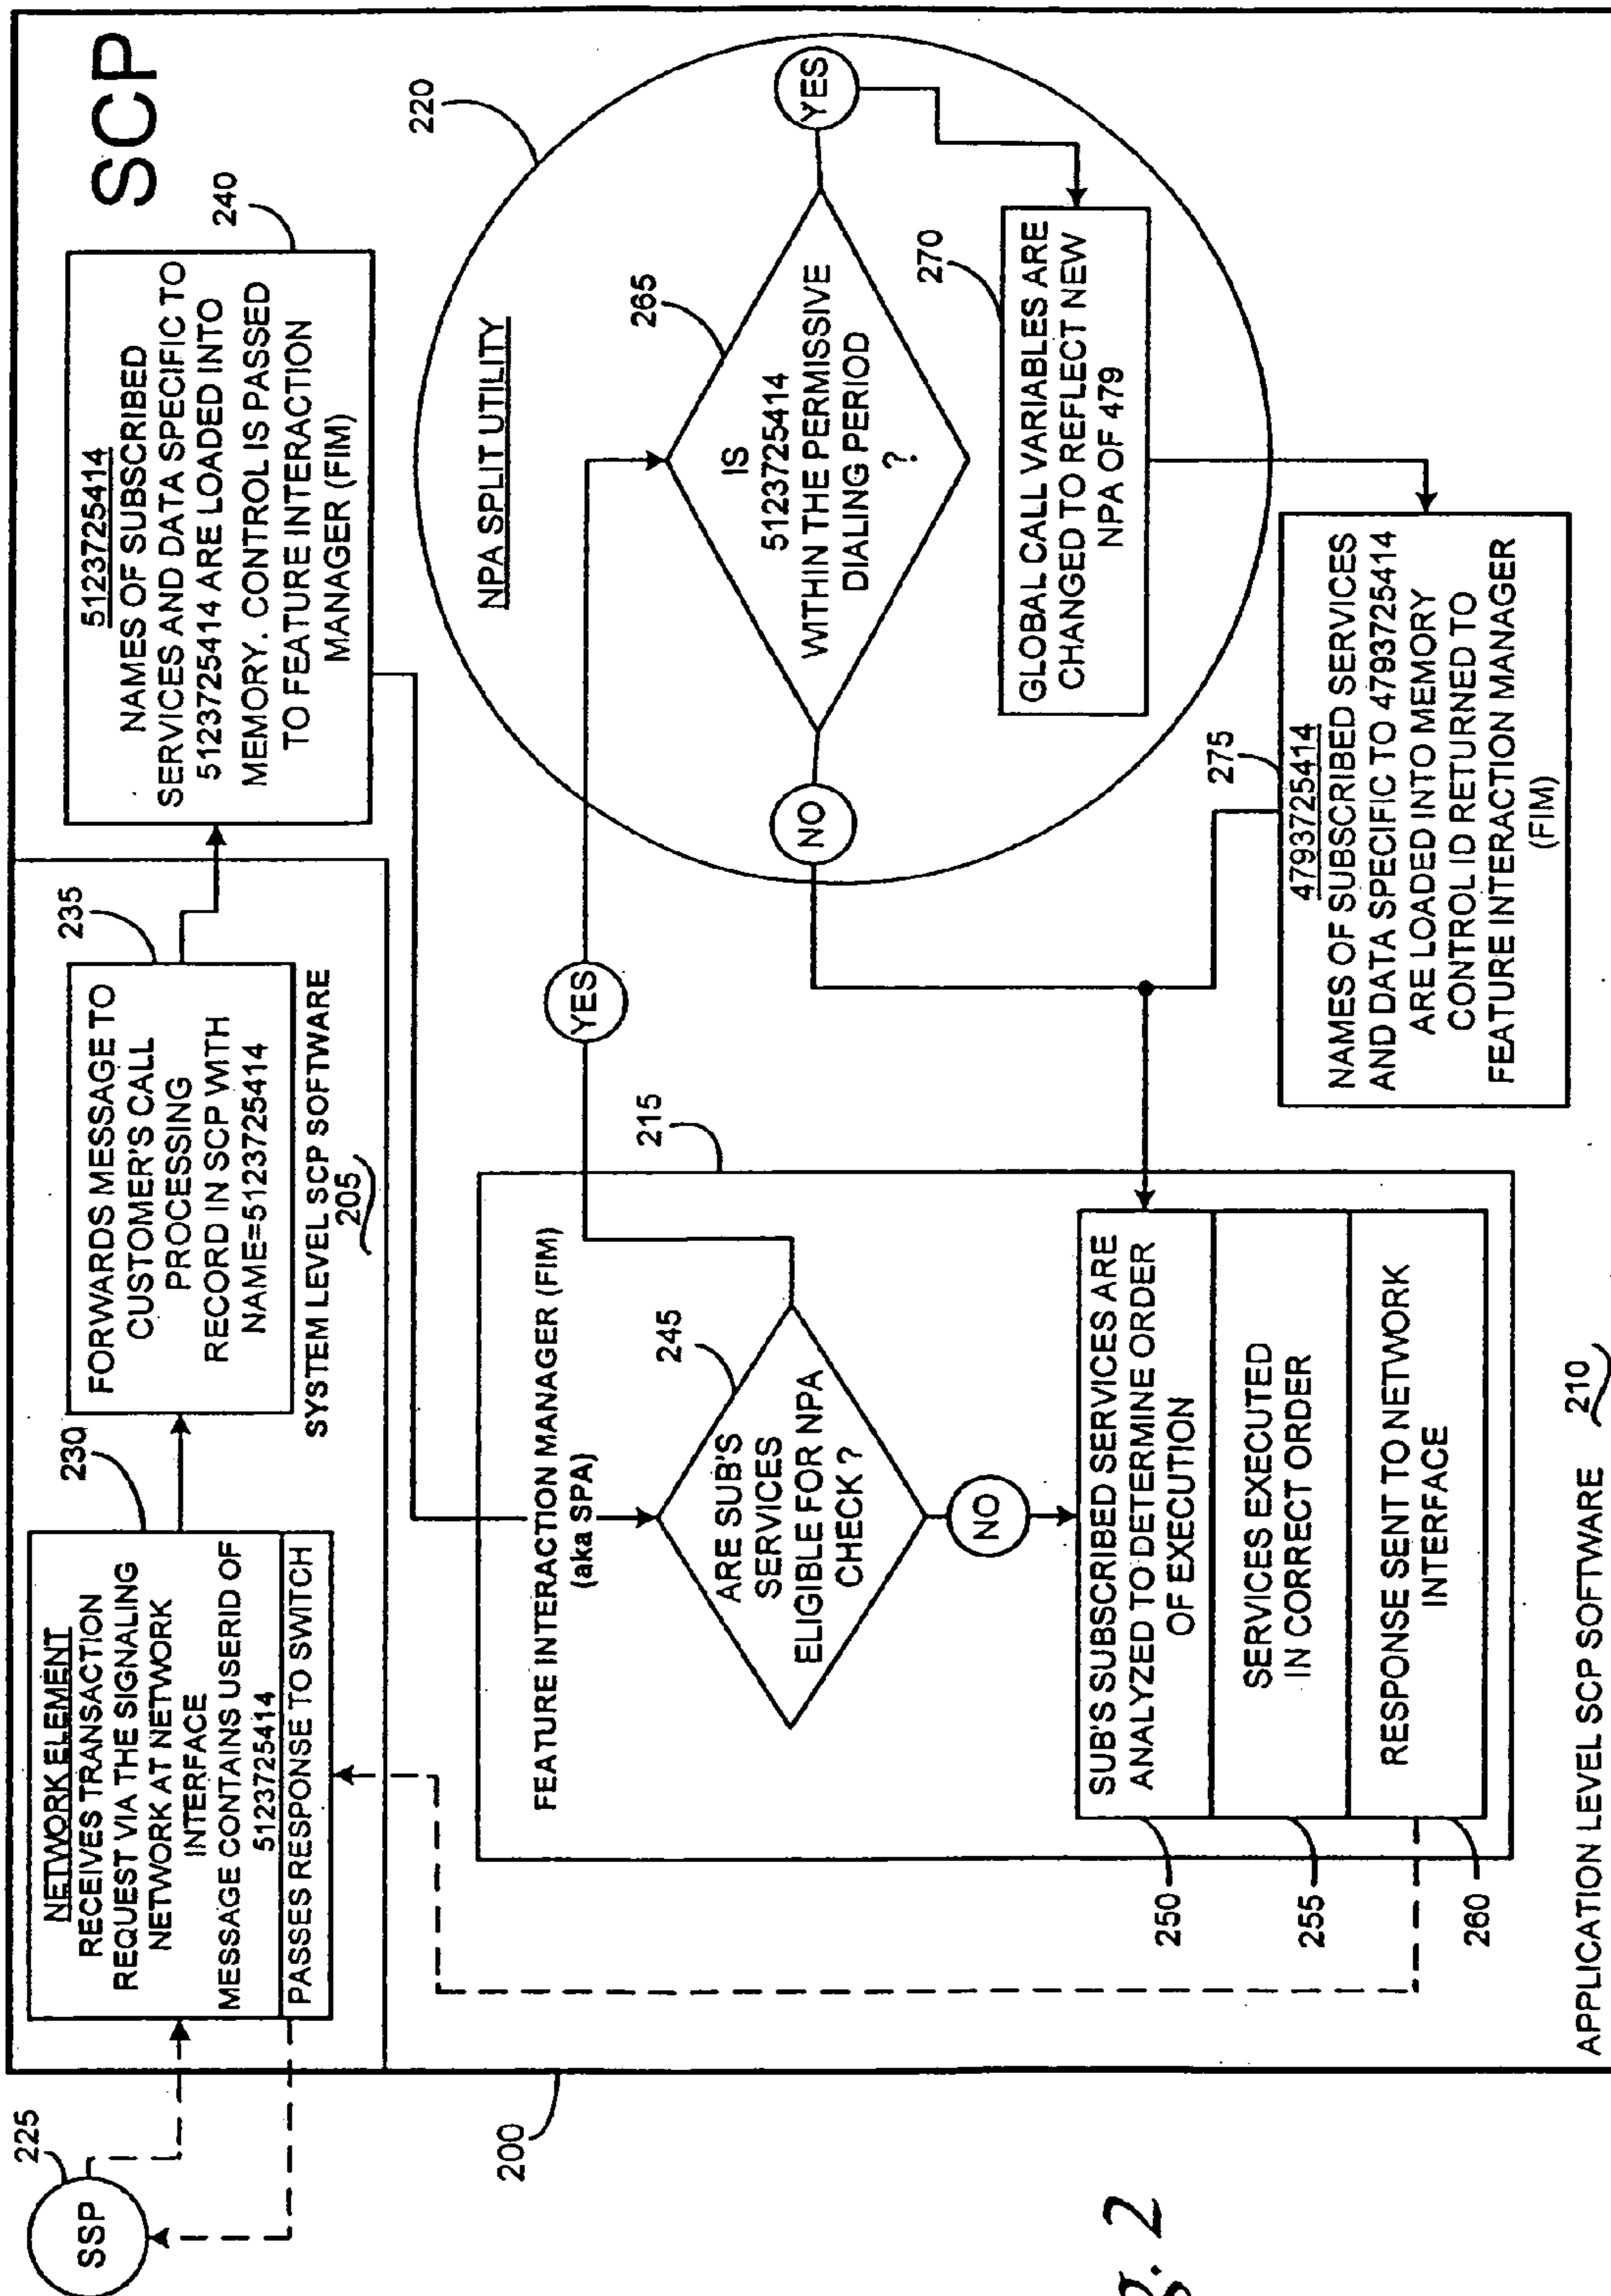 SCP
225
SSP
200
230
NETWORK ELEMENT
RECEIVES TRANSACTION
REQUEST VIA THE SIGNALING
NETWORK AT NETWORK
INTERFACE
MESSAGE CONTAINS USERID OF
5123725414
PASSES RESPONSE TO SWITCH
235
FORWARDS MESSAGE TO
CUSTOMER'S CALL
PROCESSING
RECORD IN SCP WITH
NAME=5123725414
SYSTEM LEVEL SCP SOFTWARE
205
240
5123725414
NAMES OF SUBSCRIBED
SERVICES AND DATA SPECIFIC TO
5123725414 ARE LOADED INTO
MEMORY. CONTROL IS PASSED
TO FEATURE INTERACTION
MANAGER (FIM)
215
FEATURE INTERACTION MANAGER (FIM)
(aka SPA)
245
ARE SUB'S
SERVICES
ELIGIBLE FOR NPA
CHECK ?
YES
NO
SUB'S SUBSCRIBED SERVICES ARE
ANALYZED TO DETERMINE ORDER
OF EXECUTION
250
SERVICES EXECUTED
IN CORRECT ORDER
255
RESPONSE SENT TO NETWORK
INTERFACE
260
220
NPA SPLIT UTILITY
265
IS
5123725414
WITHIN THE PERMISSIVE
DIALING PERIOD
?
YES
NO
270
GLOBAL CALL VARIABLES ARE
CHANGED TO REFLECT NEW
NPA OF 479
275
4793725414
NAMES OF SUBSCRIBED SERVICES
AND DATA SPECIFIC TO 4793725414
ARE LOADED INTO MEMORY
CONTROL ID RETURNED TO
FEATURE INTERACTION MANAGER
(FIM)
APPLICATION LEVEL SCP SOFTWARE 210
2